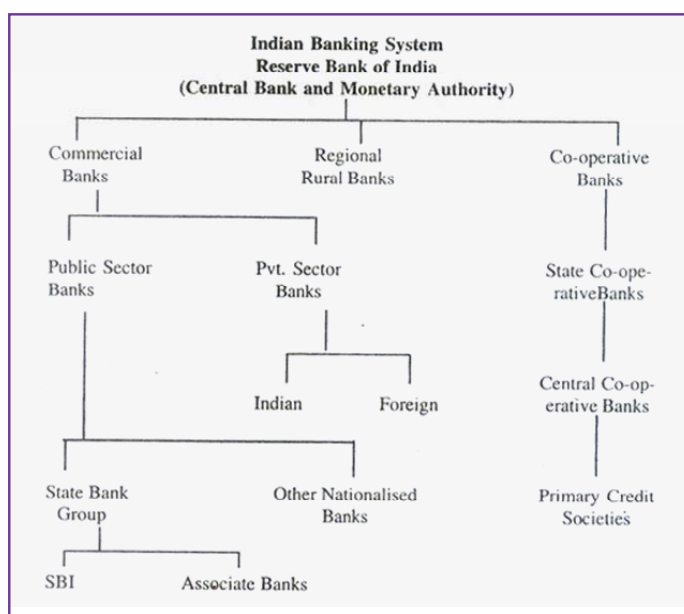 Indian Banking System
Reserve Bank of India
(Central Bank and Monetary Authority)
Commercial
Banks
Regional
Rural Banks
Co-operative
Banks
Public Sector
Banks
Pvt. Sector
Banks
State Co-ope-
rativeBanks
Indian
Foreign
Central Co-op-
erative Banks
State Bank
Group
Other Nationalised
Banks
Primary Credit
Societies
SBI
Associate Banks